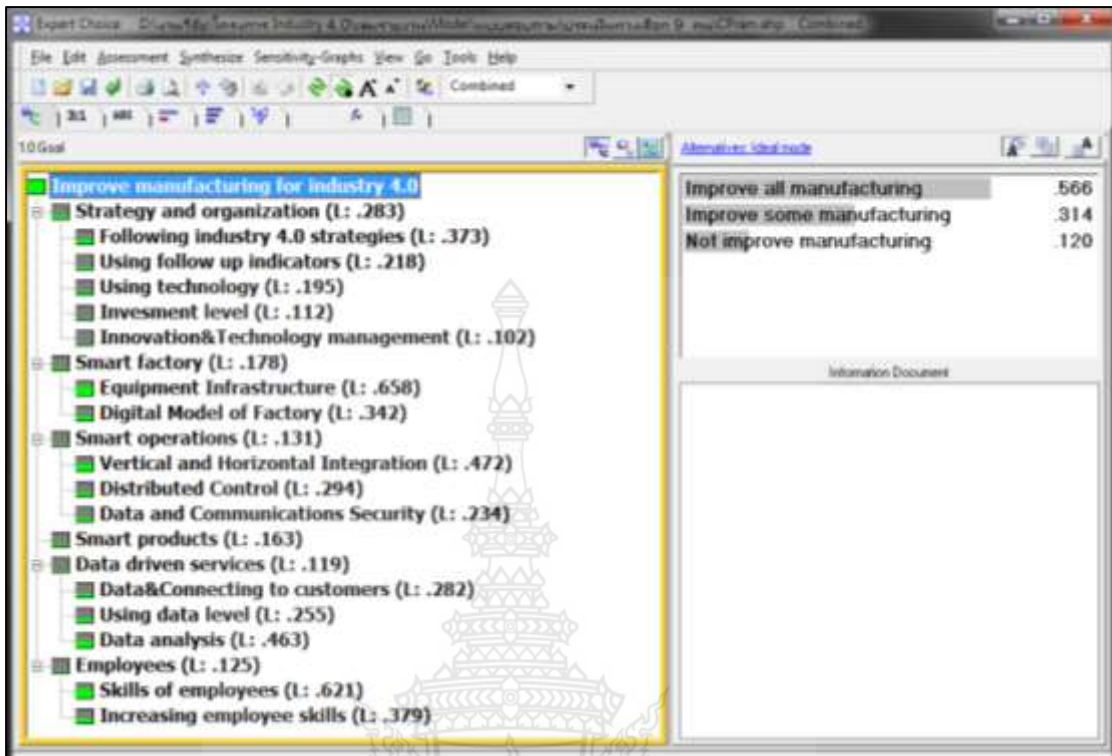 Expert Choice
File Edit Assessment Synthesize Sensitivity-Graphs View Go Tools Help
Combined
3:1 ABC
1.0 Goal
Alternatives: Ideal mode
Improve manufacturing for industry 4.0
Strategy and organization (L: .283)
Following industry 4.0 strategies (L: .373)
Using follow up indicators (L: .218)
Using technology (L: .195)
Invesment level (L: .112)
Innovation&Technology management (L: .102)
Smart factory (L: .178)
Equipment Infrastructure (L: .658)
Digital Model of Factory (L: .342)
Smart operations (L: .131)
Vertical and Horizontal Integration (L: .472)
Distributed Control (L: .294)
Data and Communications Security (L: .234)
Smart products (L: .163)
Data driven services (L: .119)
Data&Connecting to customers (L: .282)
Using data level (L: .255)
Data analysis (L: .463)
Employees (L: .125)
Skills of employees (L: .621)
Increasing employee skills (L: .379)
Improve all manufacturing .566
Improve some manufacturing .314
Not improve manufacturing .120
Information Document